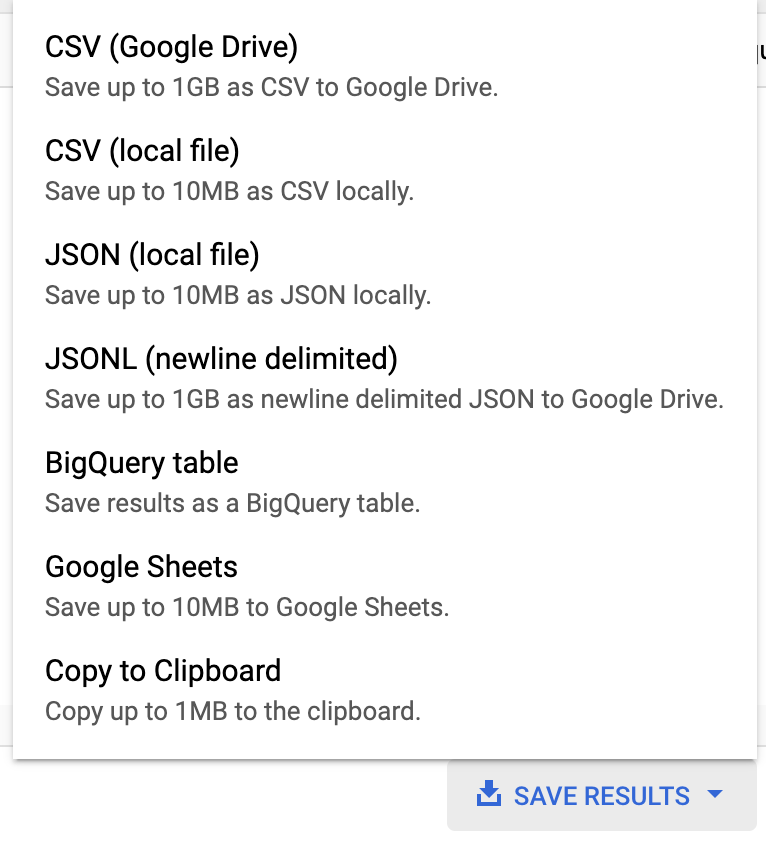 CSV (Google Drive)
Save up to 1GB as CSV to Google Drive.
CSV (local file)
Save up to 10MB as CSV locally.
JSON (local file)
Save up to 10MB as JSON locally.
JSONL (newline delimited)
Save up to 1GB as newline delimited JSON to Google Drive.
BigQuery table
Save results as a BigQuery table.
Google Sheets
Save up to 10MB to Google Sheets.
Copy to Clipboard
Copy up to 1MB to the clipboard.
SAVE RESULTS